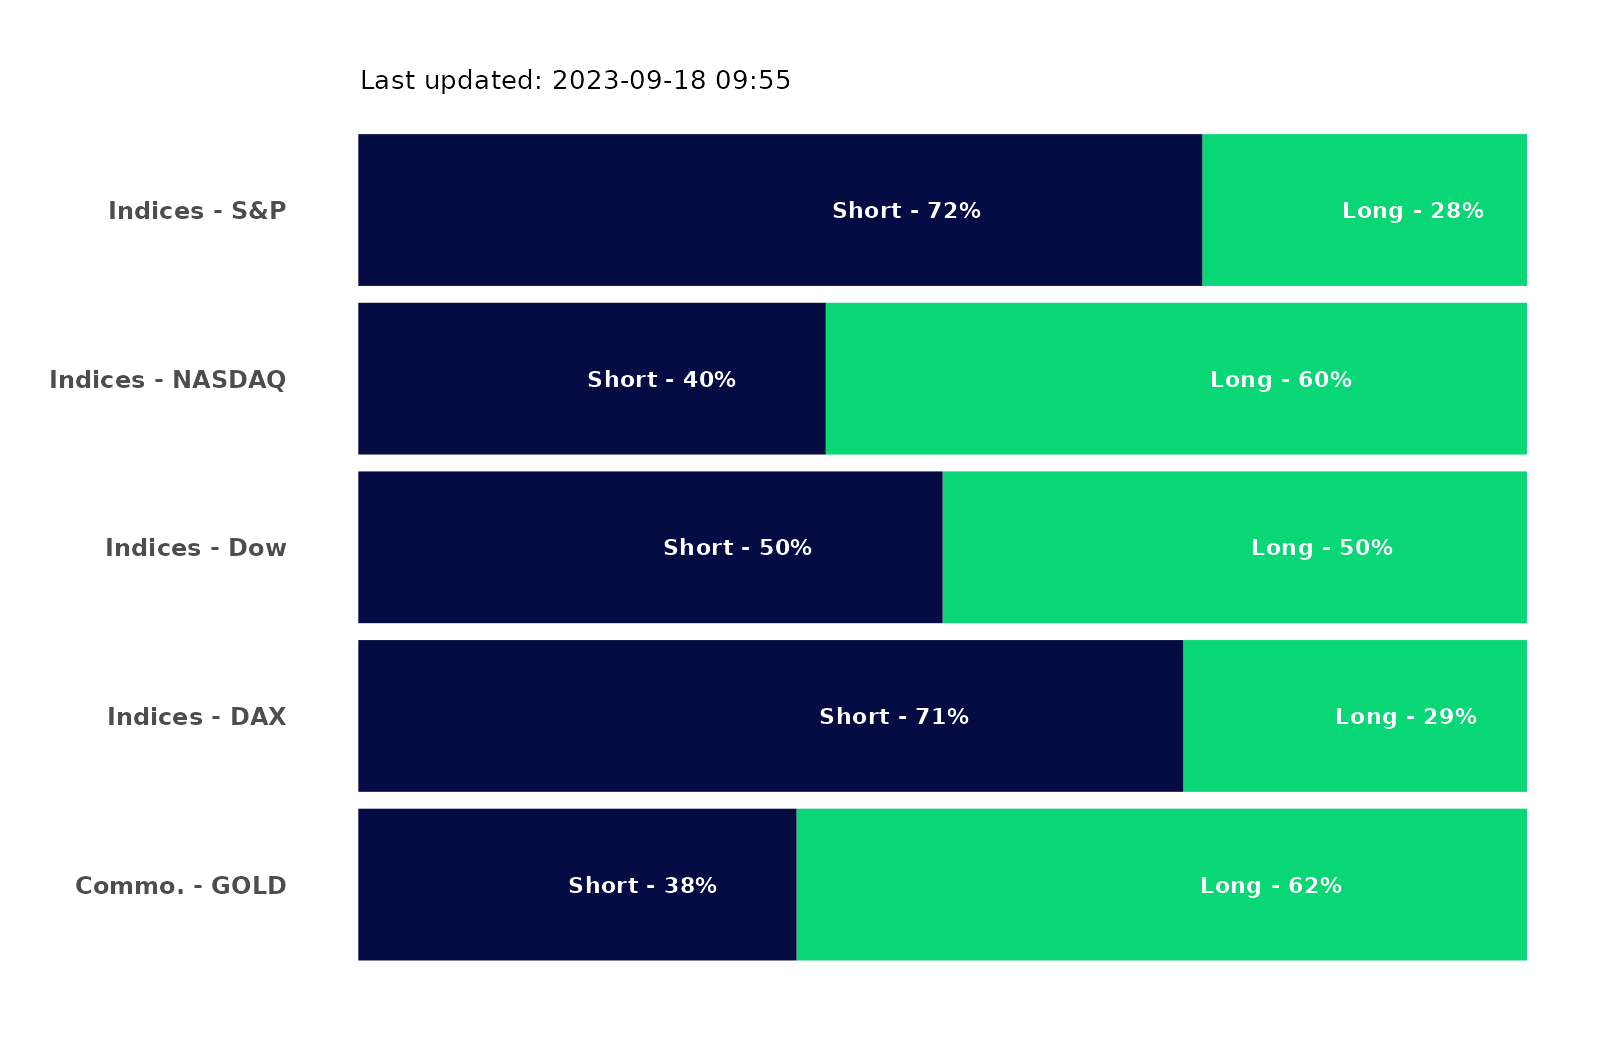 Last updated: 2023-09-18 09:55
Indices - S&P Short - 72% Long - 28%
Indices - NASDAQ Short - 40% Long - 60%
Indices - Dow Short - 50% Long - 50%
Indices - DAX Short - 71% Long - 29%
Commo. - GOLD Short - 38% Long - 62%